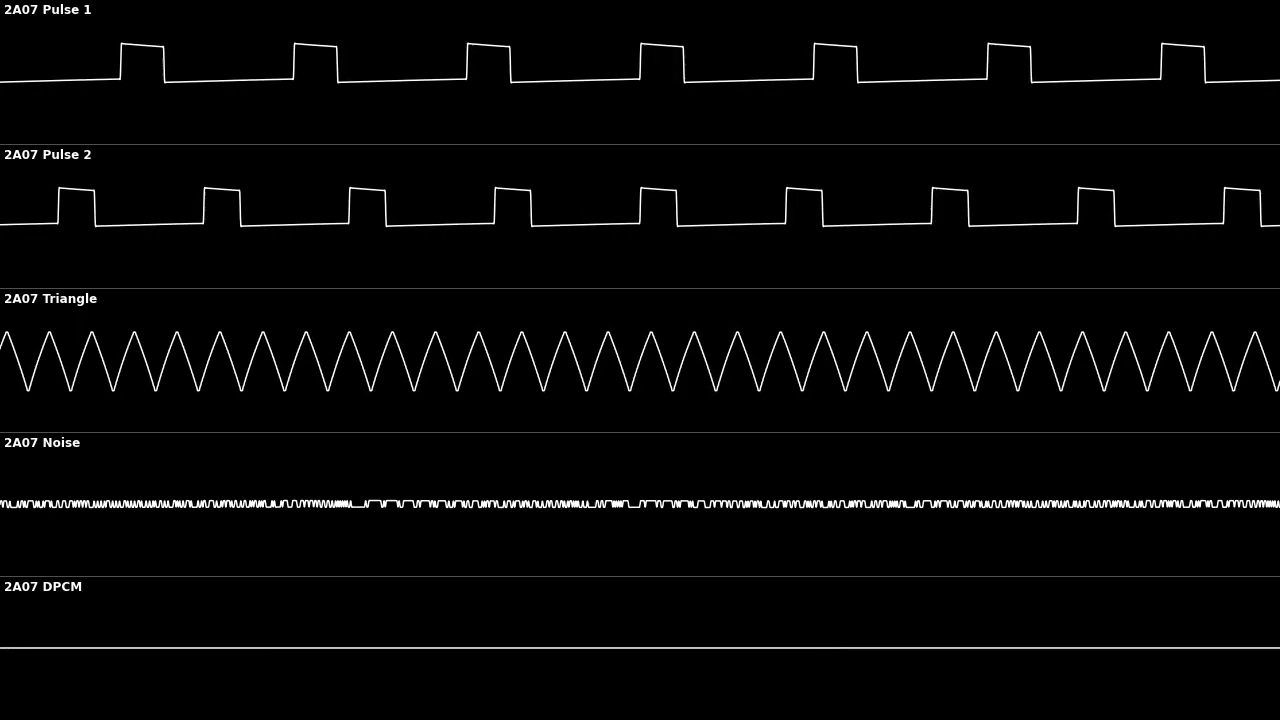 2A07 Pulse 1
2A07 Pulse 2
2A07 Triangle
2A07 Noise
2A07 DPCM